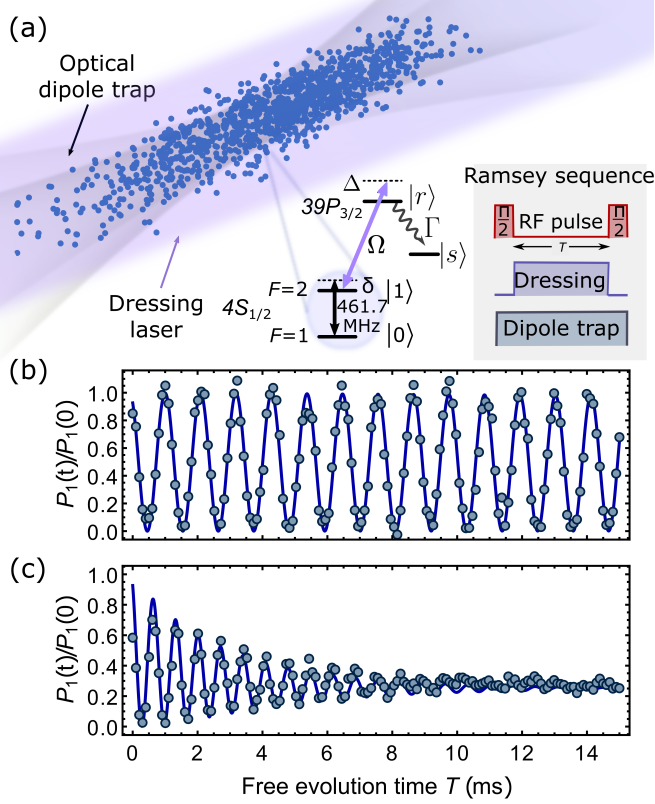 (a)
Optical
dipole trap
Dressing
laser
Δ
|r⟩
39P3/2
Γ
Ω
|s⟩
F=2
δ
|1⟩
4S1/2
461.7
MHz
F=1
|0⟩
Ramsey sequence
π/2 RF pulse π/2
T
Dressing
Dipole trap
(b)
P1(t)/P1(0)
1.0
0.8
0.6
0.4
0.2
0.0
(c)
P1(t)/P1(0)
1.0
0.8
0.6
0.4
0.2
0.0
0 2 4 6 8 10 12 14
Free evolution time T (ms)